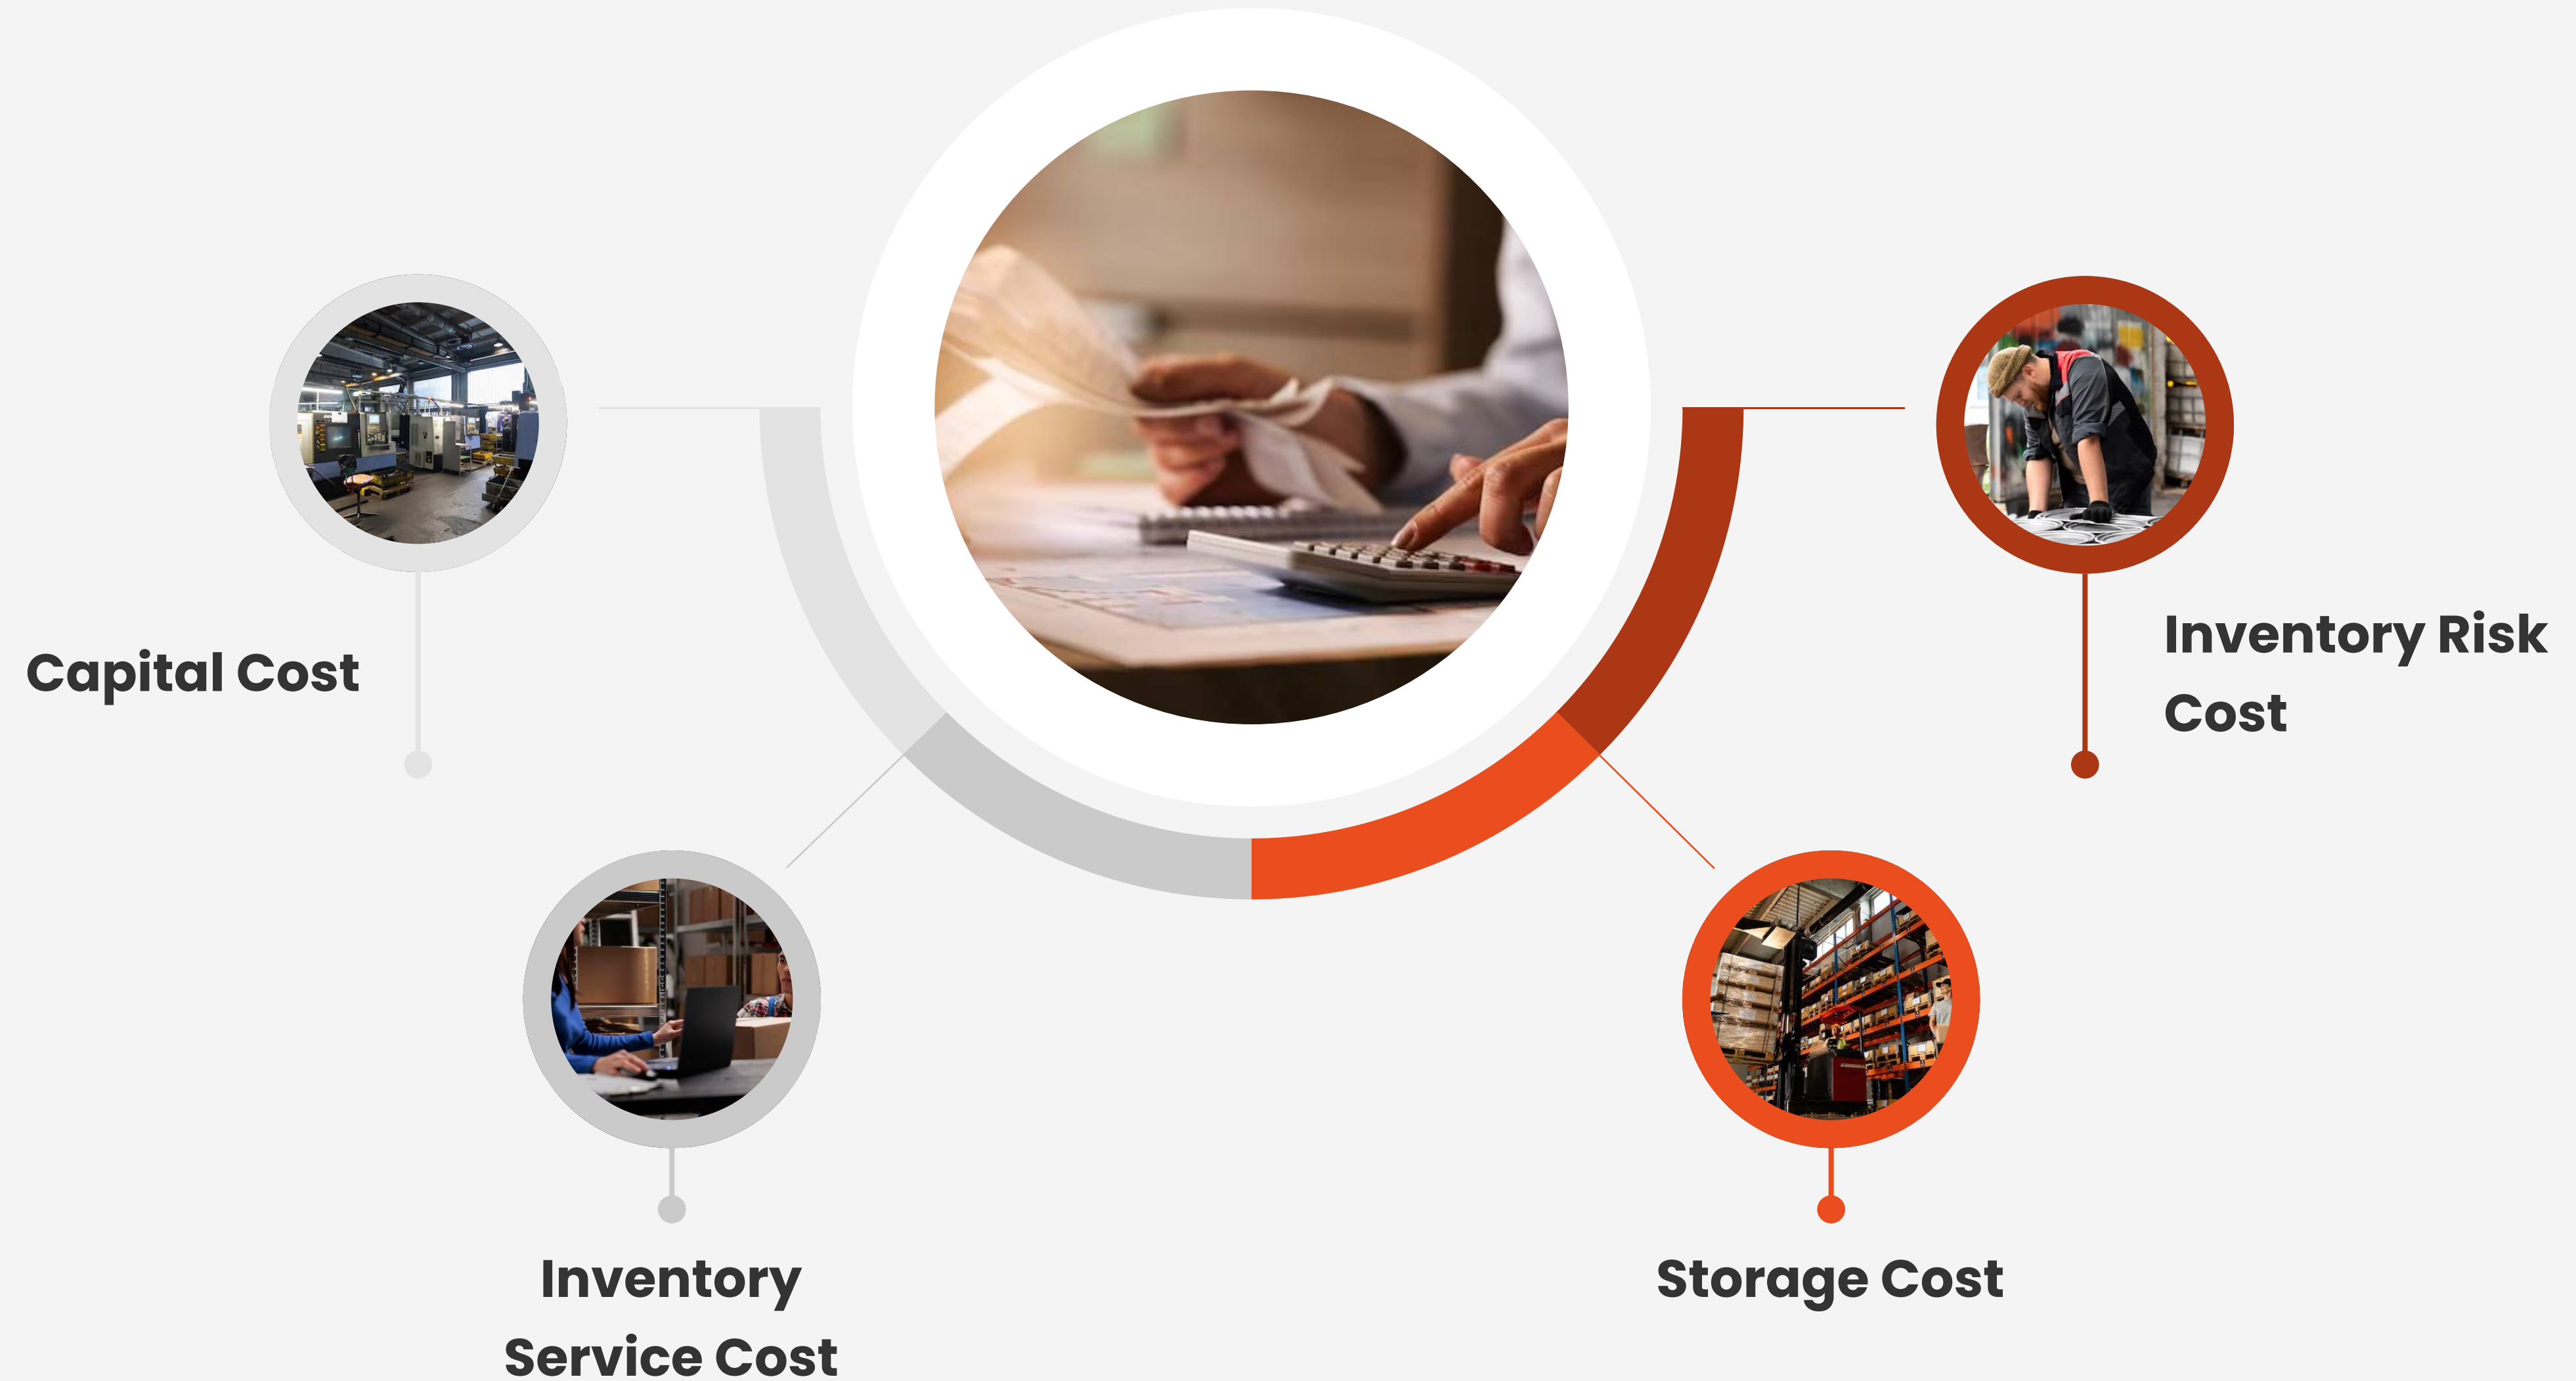 Capital Cost
Inventory
Service Cost
Storage Cost
Inventory Risk
Cost